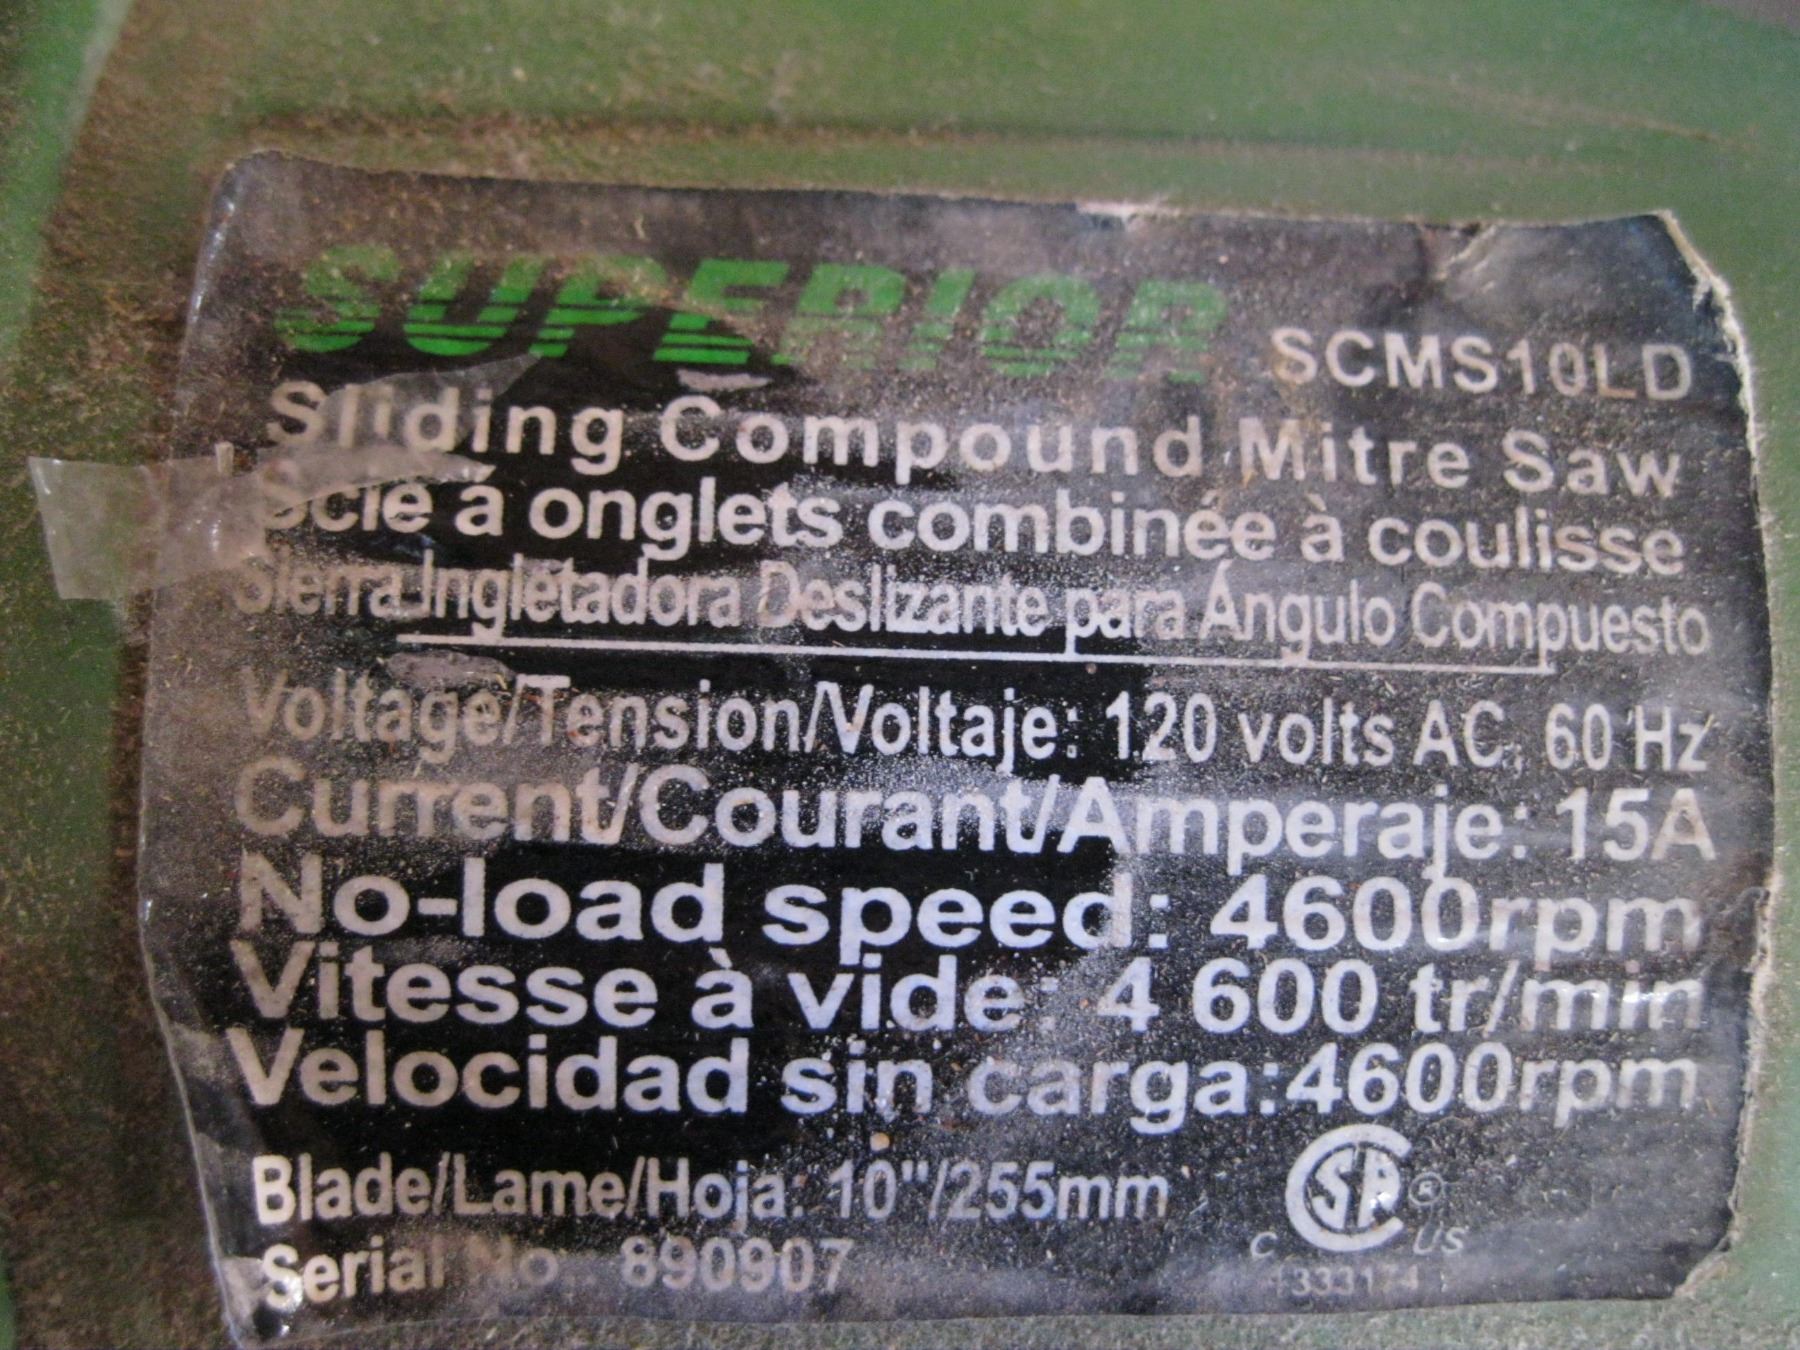 SUPERIOR SCMS10LD
Sliding Compound Mitre Saw
Scie á onglets combinée à coulisse
Sierra Ingletadora Deslizante para Ángulo Compuesto
Voltage/Tension/Voltaje: 120 volts AC, 60 Hz
Current/Courant/Amperaje: 15A
No-load speed: 4600rpm
Vitesse à vide: 4 600 tr/min
Velocidad sin carga:4600rpm
Blade/Lame/Hoja: 10"/255mm
Serial No 890907
C SA ® US